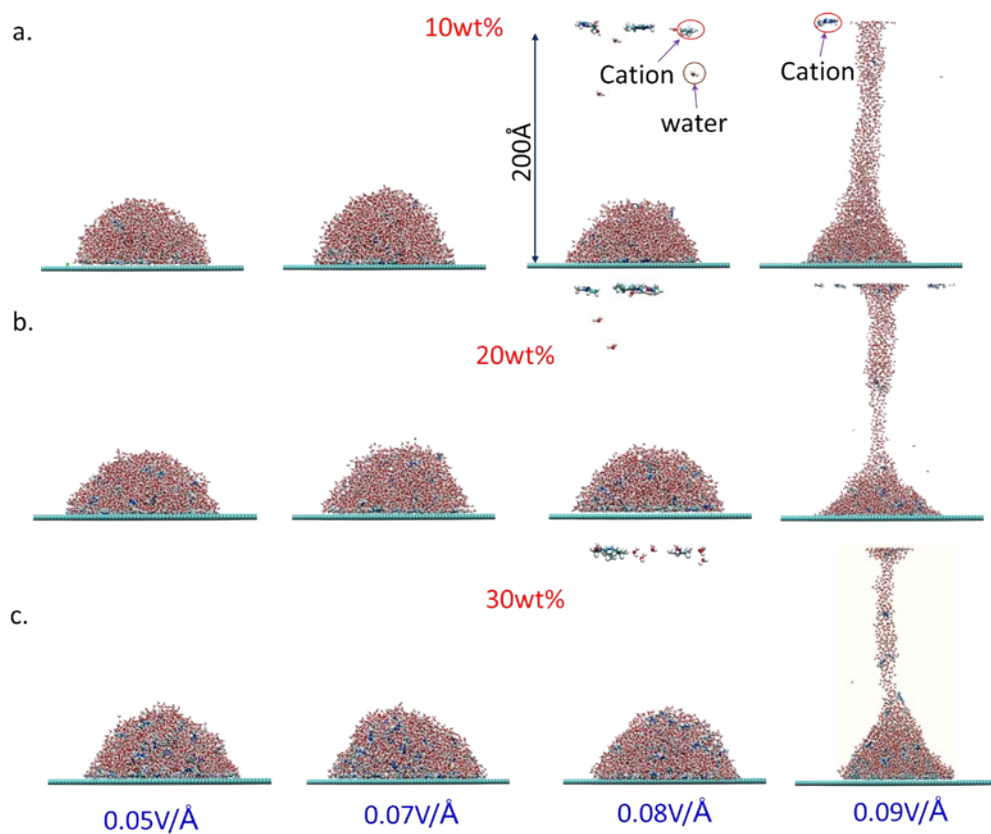 a.
10wt%
Cation
Cation
water
200Å
b.
20wt%
30wt%
c.
0.05V/Å
0.07V/Å
0.08V/Å
0.09V/Å